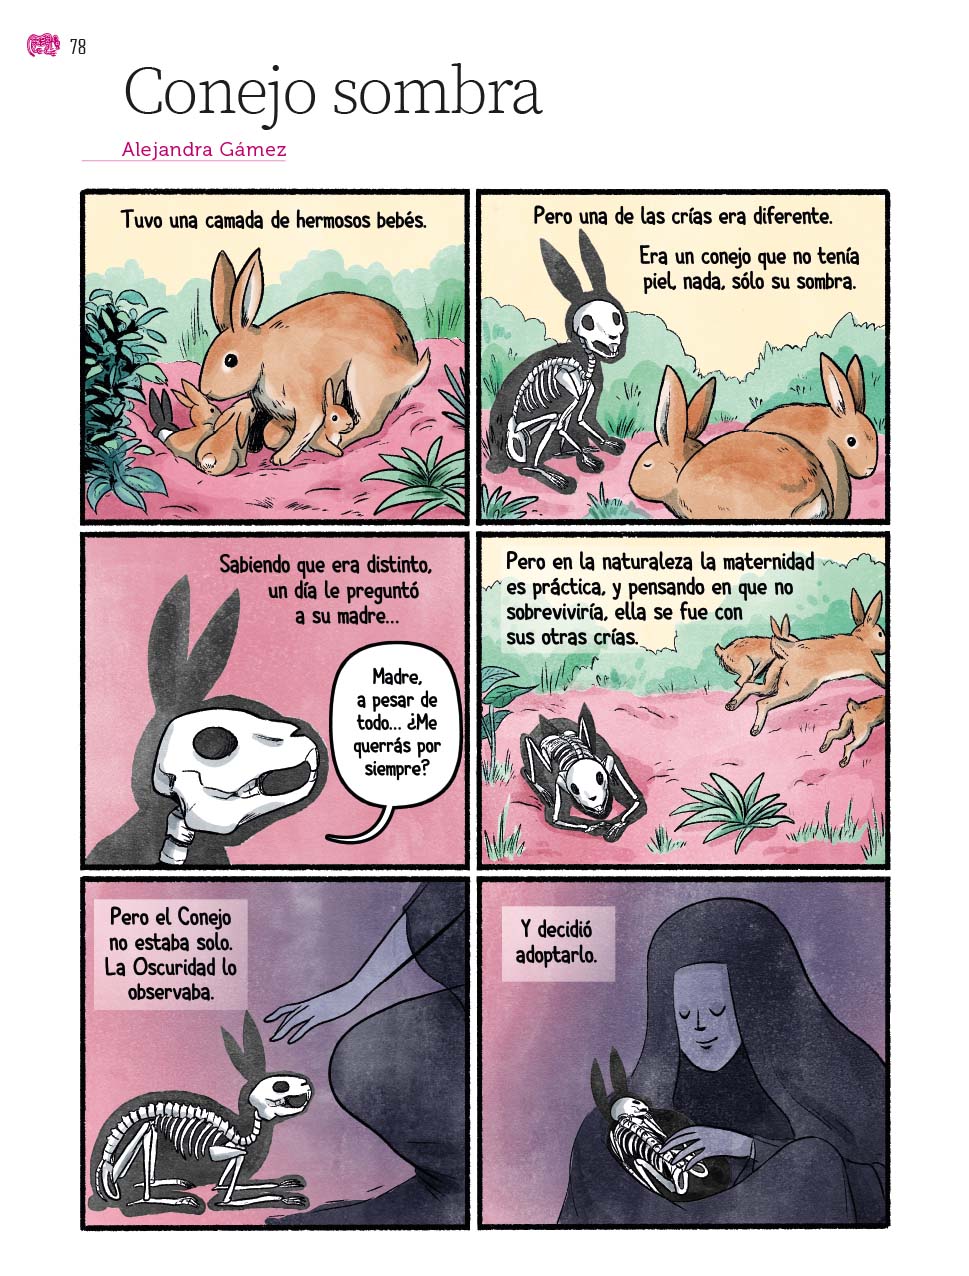 78
Conejo sombra
Alejandra Gámez
Tuvo una camada de hermosos bebés.
Pero una de las crías era diferente.
Era un conejo que no tenía
piel, nada, sólo su sombra.
Sabiendo que era distinto,
un día le preguntó
a su madre...
Madre,
a pesar de
todo... ¿Me
querrás por
siempre?
Pero en la naturaleza la maternidad
es práctica, y pensando en que no
sobreviviría, ella se fue con
sus otras crías.
Pero el Conejo
no estaba solo.
La Oscuridad lo
observaba.
Y decidió
adoptarlo.